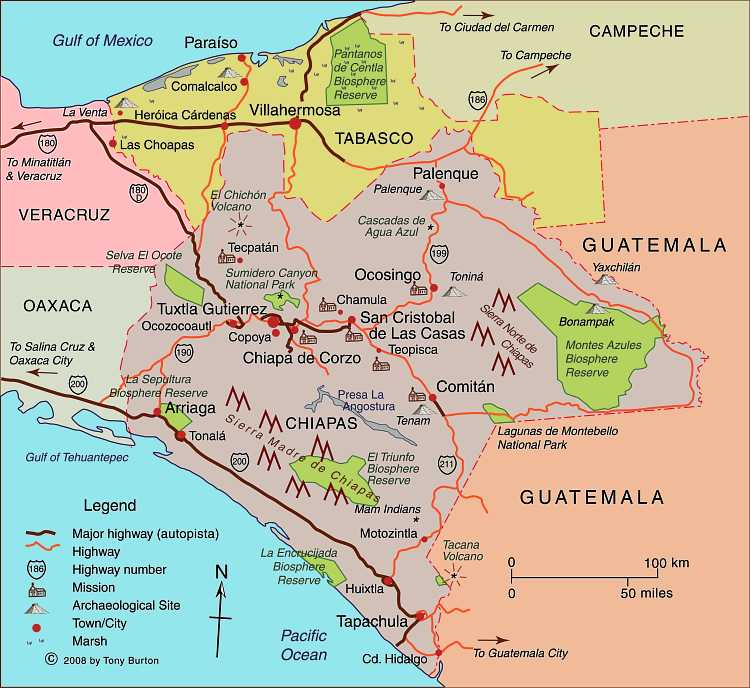 To Ciudad del Carmen
CAMPECHE
Gulf of Mexico
Paraíso
Pantanos
de Centla
Biosphere
Reserve
To Campeche
Comalcalco
186
La Venta
Heróica Cárdenas
Villahermosa
TABASCO
180
Las Choapas
To Minatitlán
& Veracruz
180
D
Palenque
Palenque
El Chichón
Volcano
VERACRUZ
Cascadas de
Agua Azul
GUATEMALA
Tecpatán
Selva El Ocote
Reserve
199
Yaxchilán
Sumidero Canyon
National Park
Ocosingo
Toniná
OAXACA
Chamula
Tuxtla Gutierrez
Ocozocoautl
San Cristobal
de Las Casas
Sierra Norte de
Chiapas
Bonampak
Copoya
Montes Azules
Biosphere
Reserve
To Salina Cruz &
Oaxaca City
190
Chiapa de Corzo
Teopisca
200
La Sepultura
Biosphere Reserve
Comitán
Presa La
Angostura
Arriaga
Tenam
CHIAPAS
Lagunas de Montebello
National Park
Tonalá
Sierra Madre de Chiapas
Gulf of Tehuantepec
200
El Triunfo
Biosphere
Reserve
211
GUATEMALA
Mam Indians
Legend
Motozintla
Major highway (autopista)
Highway
186
Highway number
Mission
Archaeological Site
Town/City
Marsh
© 2008 by Tony Burton
N
La Encrucijada
Biosphere
Reserve
Tacana
Volcano
0 100 km
0 50 miles
Huixtla
Tapachula
Pacific
Ocean
Cd. Hidalgo
To Guatemala City